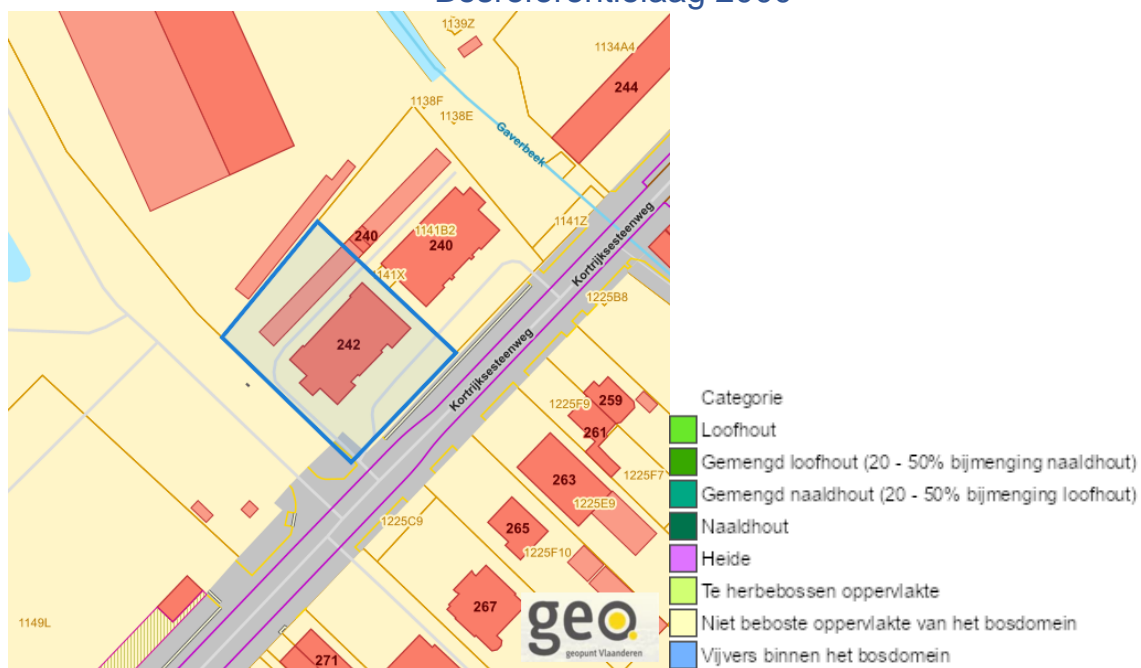 1139Z
1134A4
244
1138F
1138E
Gaverbeek
240
1141B2
240
1141Z
1141X
Kortrijksesteenweg
1225B8
242
Kortrijksesteenweg
259
1225F9
261
263
1225F7
1225E9
265
1225C9
1225F10
267
1149L
271
geo
geopunt Vlaanderen
Categorie
Loofhout
Gemengd loofhout (20 - 50% bijmenging naaldhout)
Gemengd naaldhout (20 - 50% bijmenging loofhout)
Naaldhout
Heide
Te herbebossen oppervlakte
Niet beboste oppervlakte van het bosdomein
Vijvers binnen het bosdomein